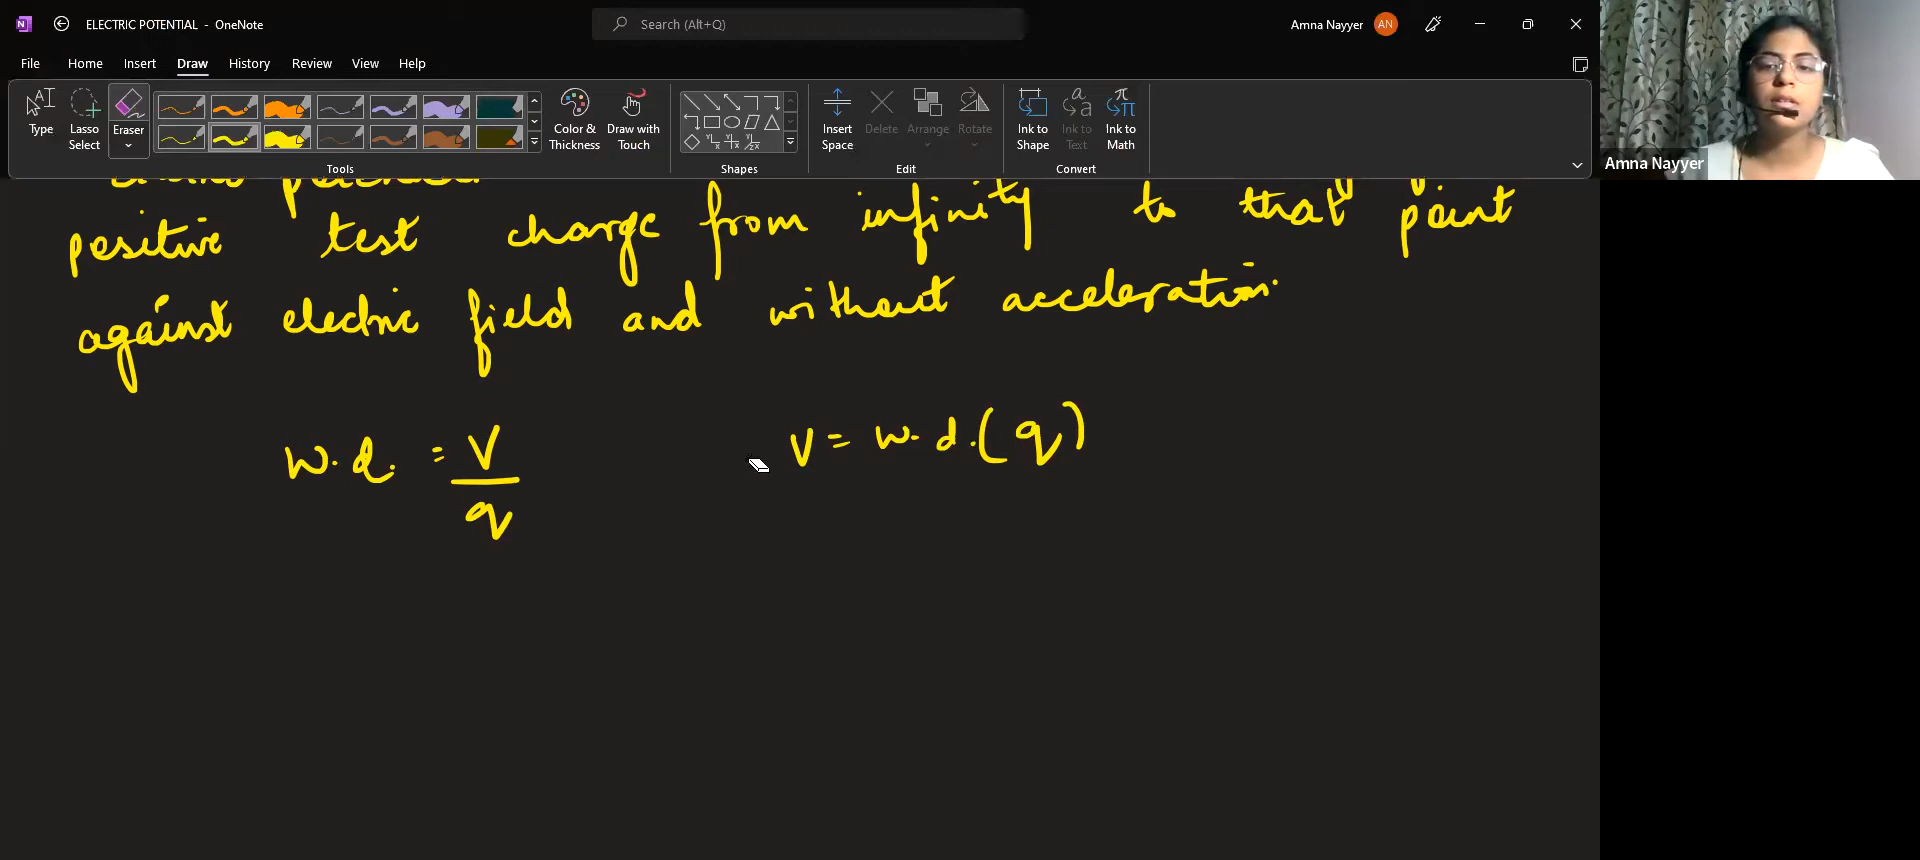 ELECTRIC POTENTIAL - OneNote
Search (Alt+Q)
Amna Nayyer AN
File Home Insert Draw History Review View Help
Type Lasso Select Eraser Color & Thickness Draw with Touch Insert Space Delete Arrange Rotate Ink to Shape Ink to Text Ink to Math
Tools Shapes Edit Convert
Amna Nayyer
positive test charge from infinity to that point
against electric field and without acceleration.
w.d. = V/q
V = w.d.(q)